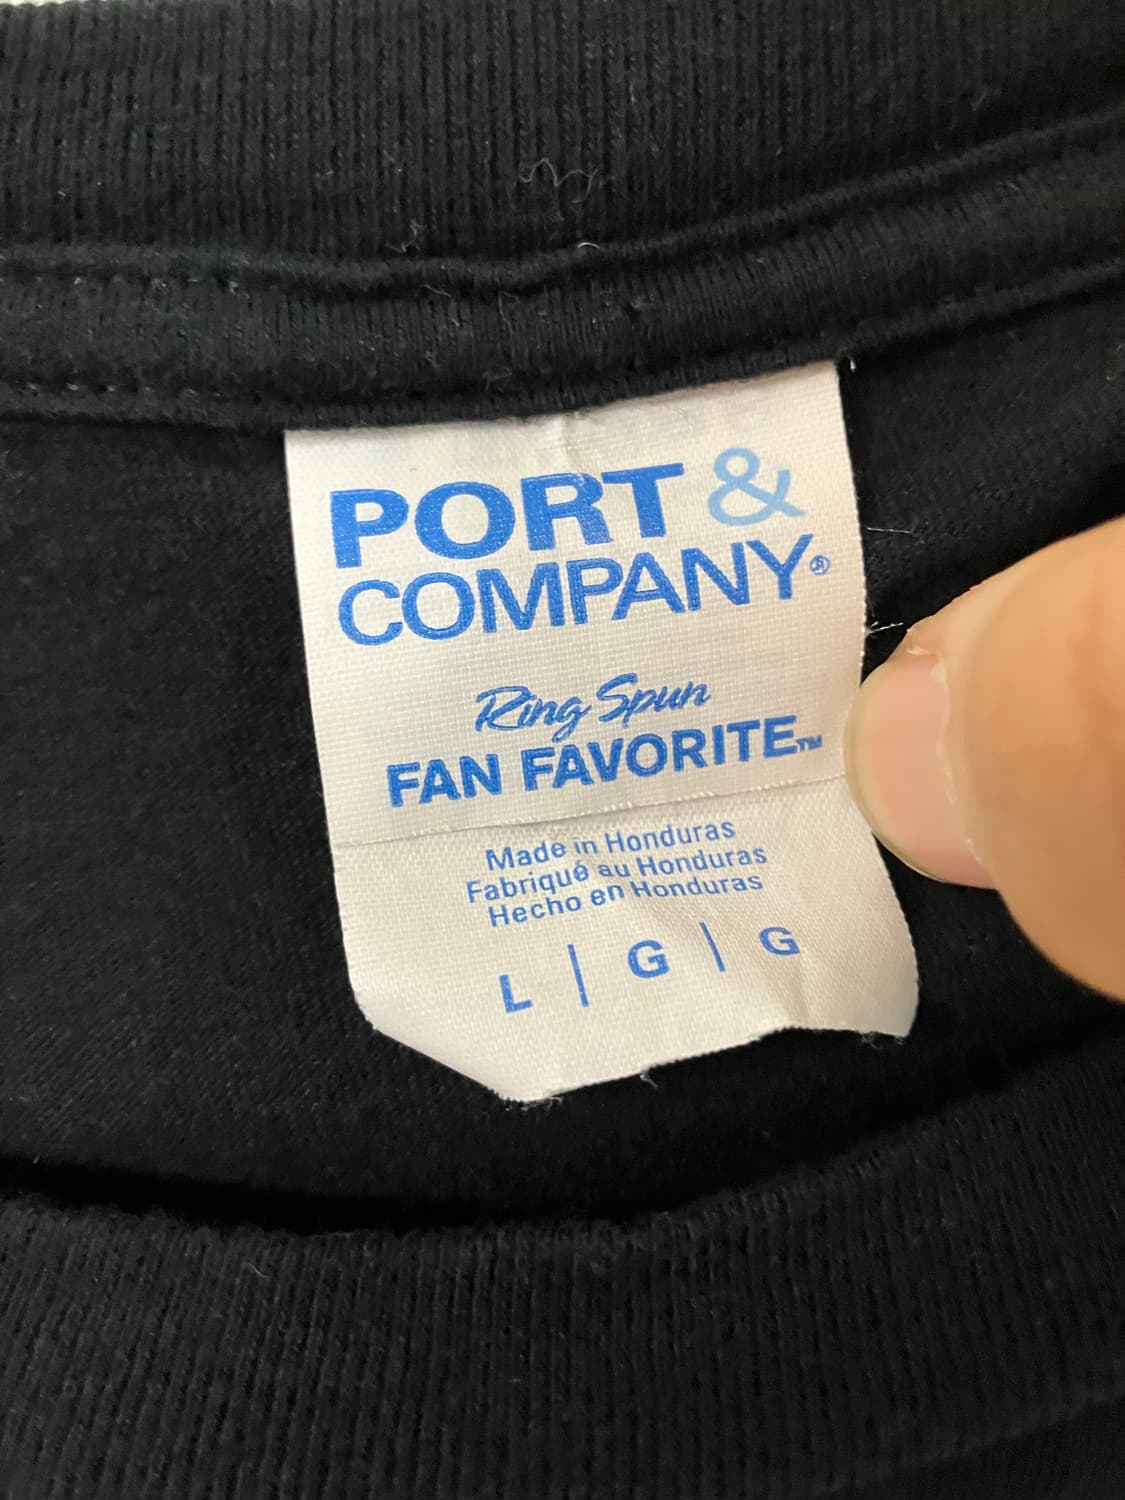 PORT &
COMPANY®
Ring Spun
FAN FAVORITE™
Made in Honduras
Fabriqué au Honduras
Hecho en Honduras
L | G | G